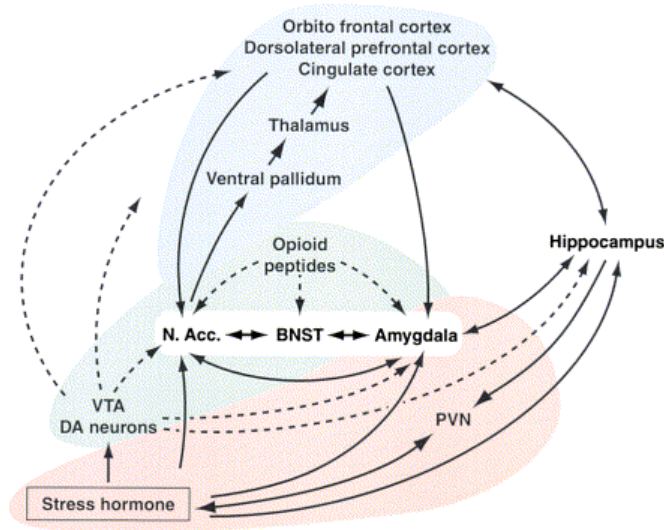 Orbito frontal cortex
Dorsolateral prefrontal cortex
Cingulate cortex
Thalamus
Ventral pallidum
Opioid
peptides
Hippocampus
N. Acc.
BNST
Amygdala
VTA
DA neurons
PVN
Stress hormone